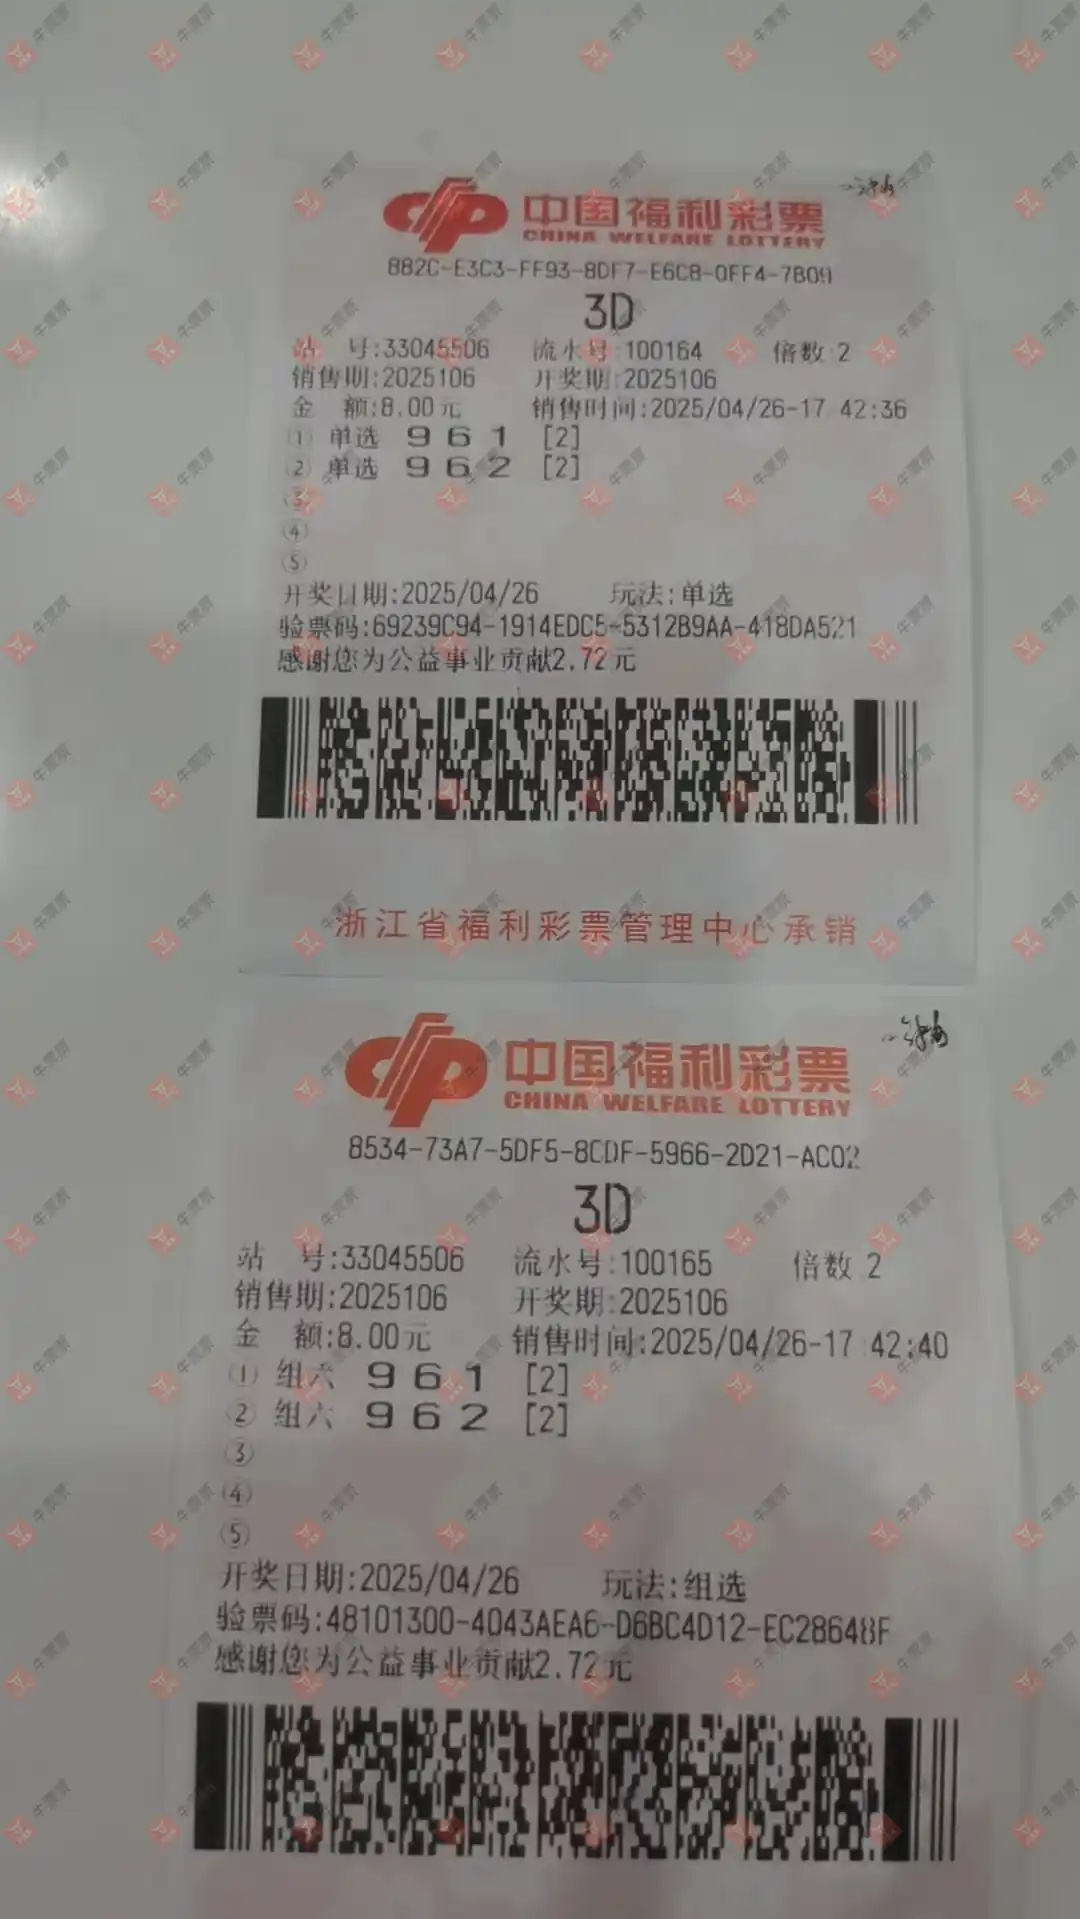 中国福利彩票
CHINA WELFARE LOTTERY
882C-E3C3-FF93-8DF7-E6C8-0FF4-7B09
3D
站 号:33045506 流水号:100164 倍数:2
销售期:2025106 开奖期:2025106
金 额:8.00元 销售时间:2025/04/26-17:42:36
① 单选 9 6 1 [2]
② 单选 9 6 2 [2]
③
④
⑤
开奖日期:2025/04/26 玩法:单选
验票码:69239C94-1914EDC5-5312B9AA-418DA521
感谢您为公益事业贡献2.72元
浙江省福利彩票管理中心承销
中国福利彩票
CHINA WELFARE LOTTERY
8534-73A7-5DF5-8CDF-5966-2D21-AC02
3D
站 号:33045506 流水号:100165 倍数:2
销售期:2025106 开奖期:2025106
金 额:8.00元 销售时间:2025/04/26-17:42:40
① 组六 9 6 1 [2]
② 组六 9 6 2 [2]
③
④
⑤
开奖日期:2025/04/26 玩法:组选
验票码:48101300-4043AEA6-D6BC4D12-EC28648F
感谢您为公益事业贡献2.72元